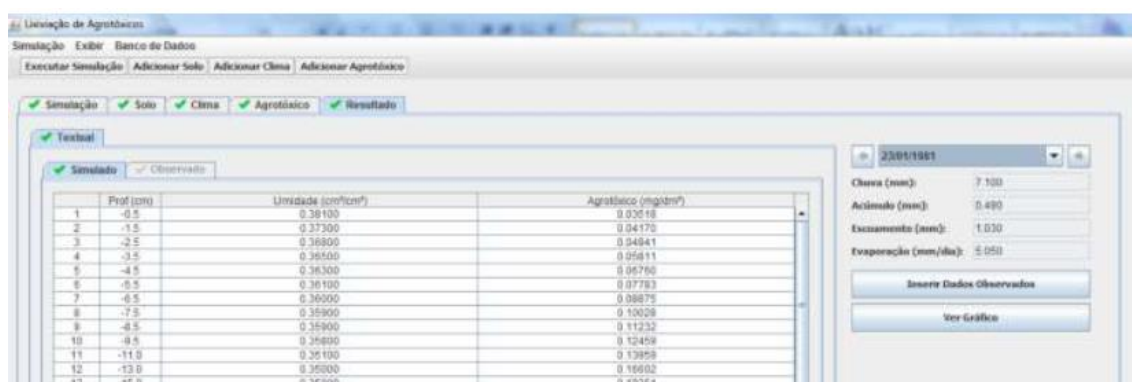 Lixiviação de Agrotóxicos
Simulação Exibir Banco de Dados
Executar Simulação Adicionar Solo Adicionar Clima Adicionar Agrotóxico
Simulação Solo Clima Agrotóxico Resultado
Textual
Simulado Observado
Prof (cm) Umidade (cm³/cm³) Agrotóxico (mg/dm³)
1 -0.5 0.38100 0.03518
2 -1.5 0.37300 0.04170
3 -2.5 0.36800 0.04941
4 -3.5 0.36500 0.05811
5 -4.5 0.36300 0.06760
6 -5.5 0.36100 0.07783
7 -6.5 0.36000 0.08875
8 -7.5 0.35900 0.10028
9 -8.5 0.35900 0.11232
10 -9.5 0.35800 0.12459
11 -11.0 0.35100 0.13959
12 -13.0 0.35000 0.16602
23/01/1981
Chuva (mm): 7.100
Acúmulo (mm): 0.480
Escoamento (mm): 1.030
Evaporação (mm/dia): 5.050
Inserir Dados Observados
Ver Gráfico